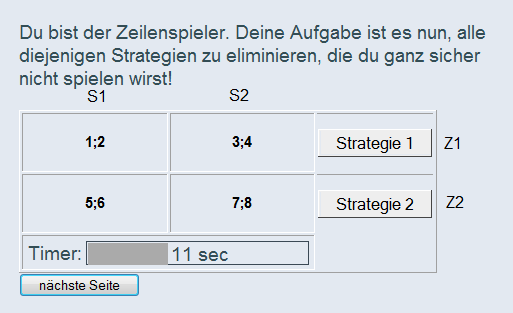 Du bist der Zeilenspieler. Deine Aufgabe ist es nun, alle
diejenigen Strategien zu eliminieren, die du ganz sicher
nicht spielen wirst!
S1 S2
1;2 3;4 Strategie 1 Z1
5;6 7;8 Strategie 2 Z2
Timer: 11 sec
nächste Seite